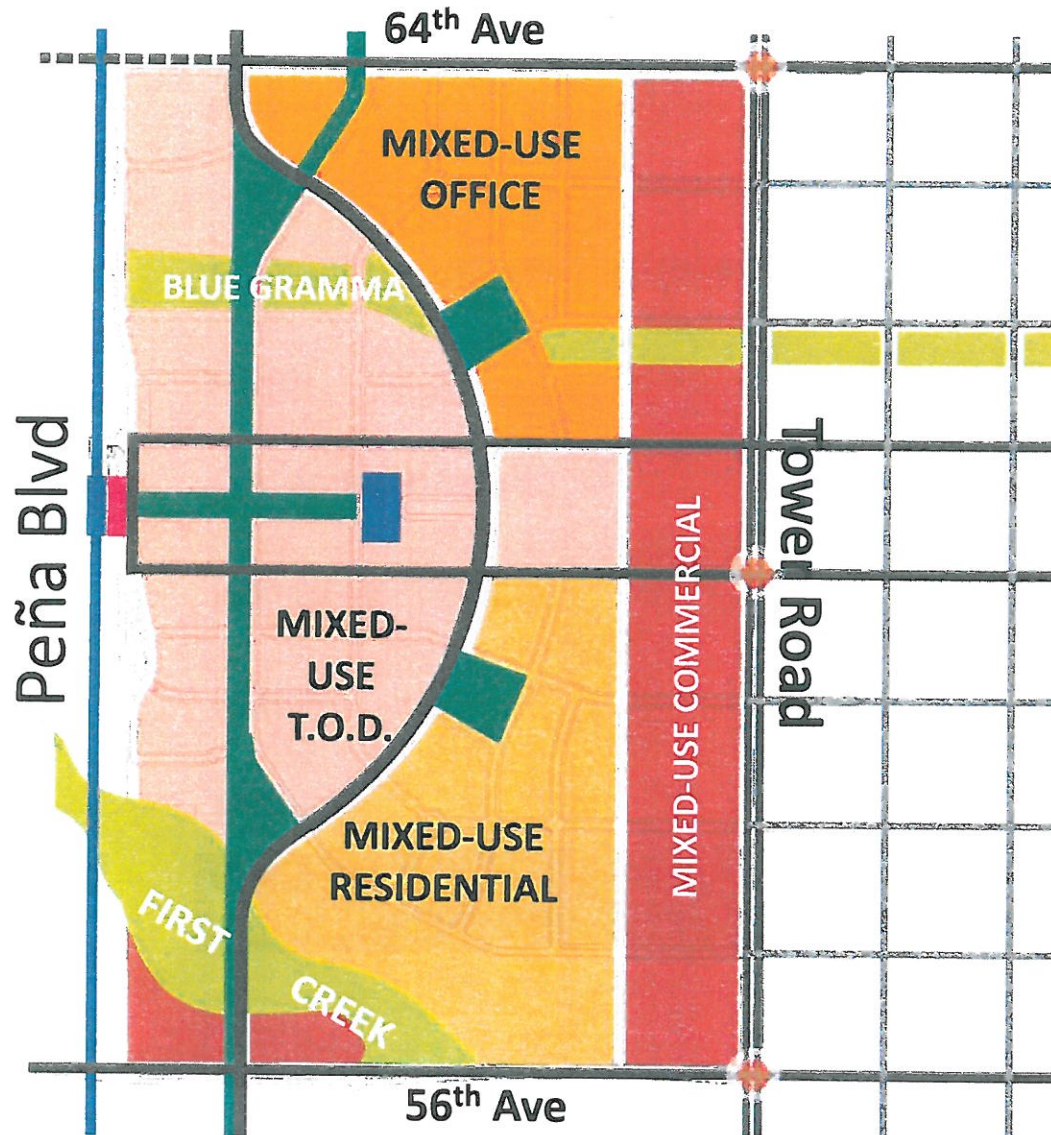 64th Ave
MIXED-USE
OFFICE
BLUE GRAMMA
Peña Blvd
Tower Road
MIXED-USE COMMERCIAL
MIXED-
USE
T.O.D.
MIXED-USE
RESIDENTIAL
FIRST
CREEK
56th Ave